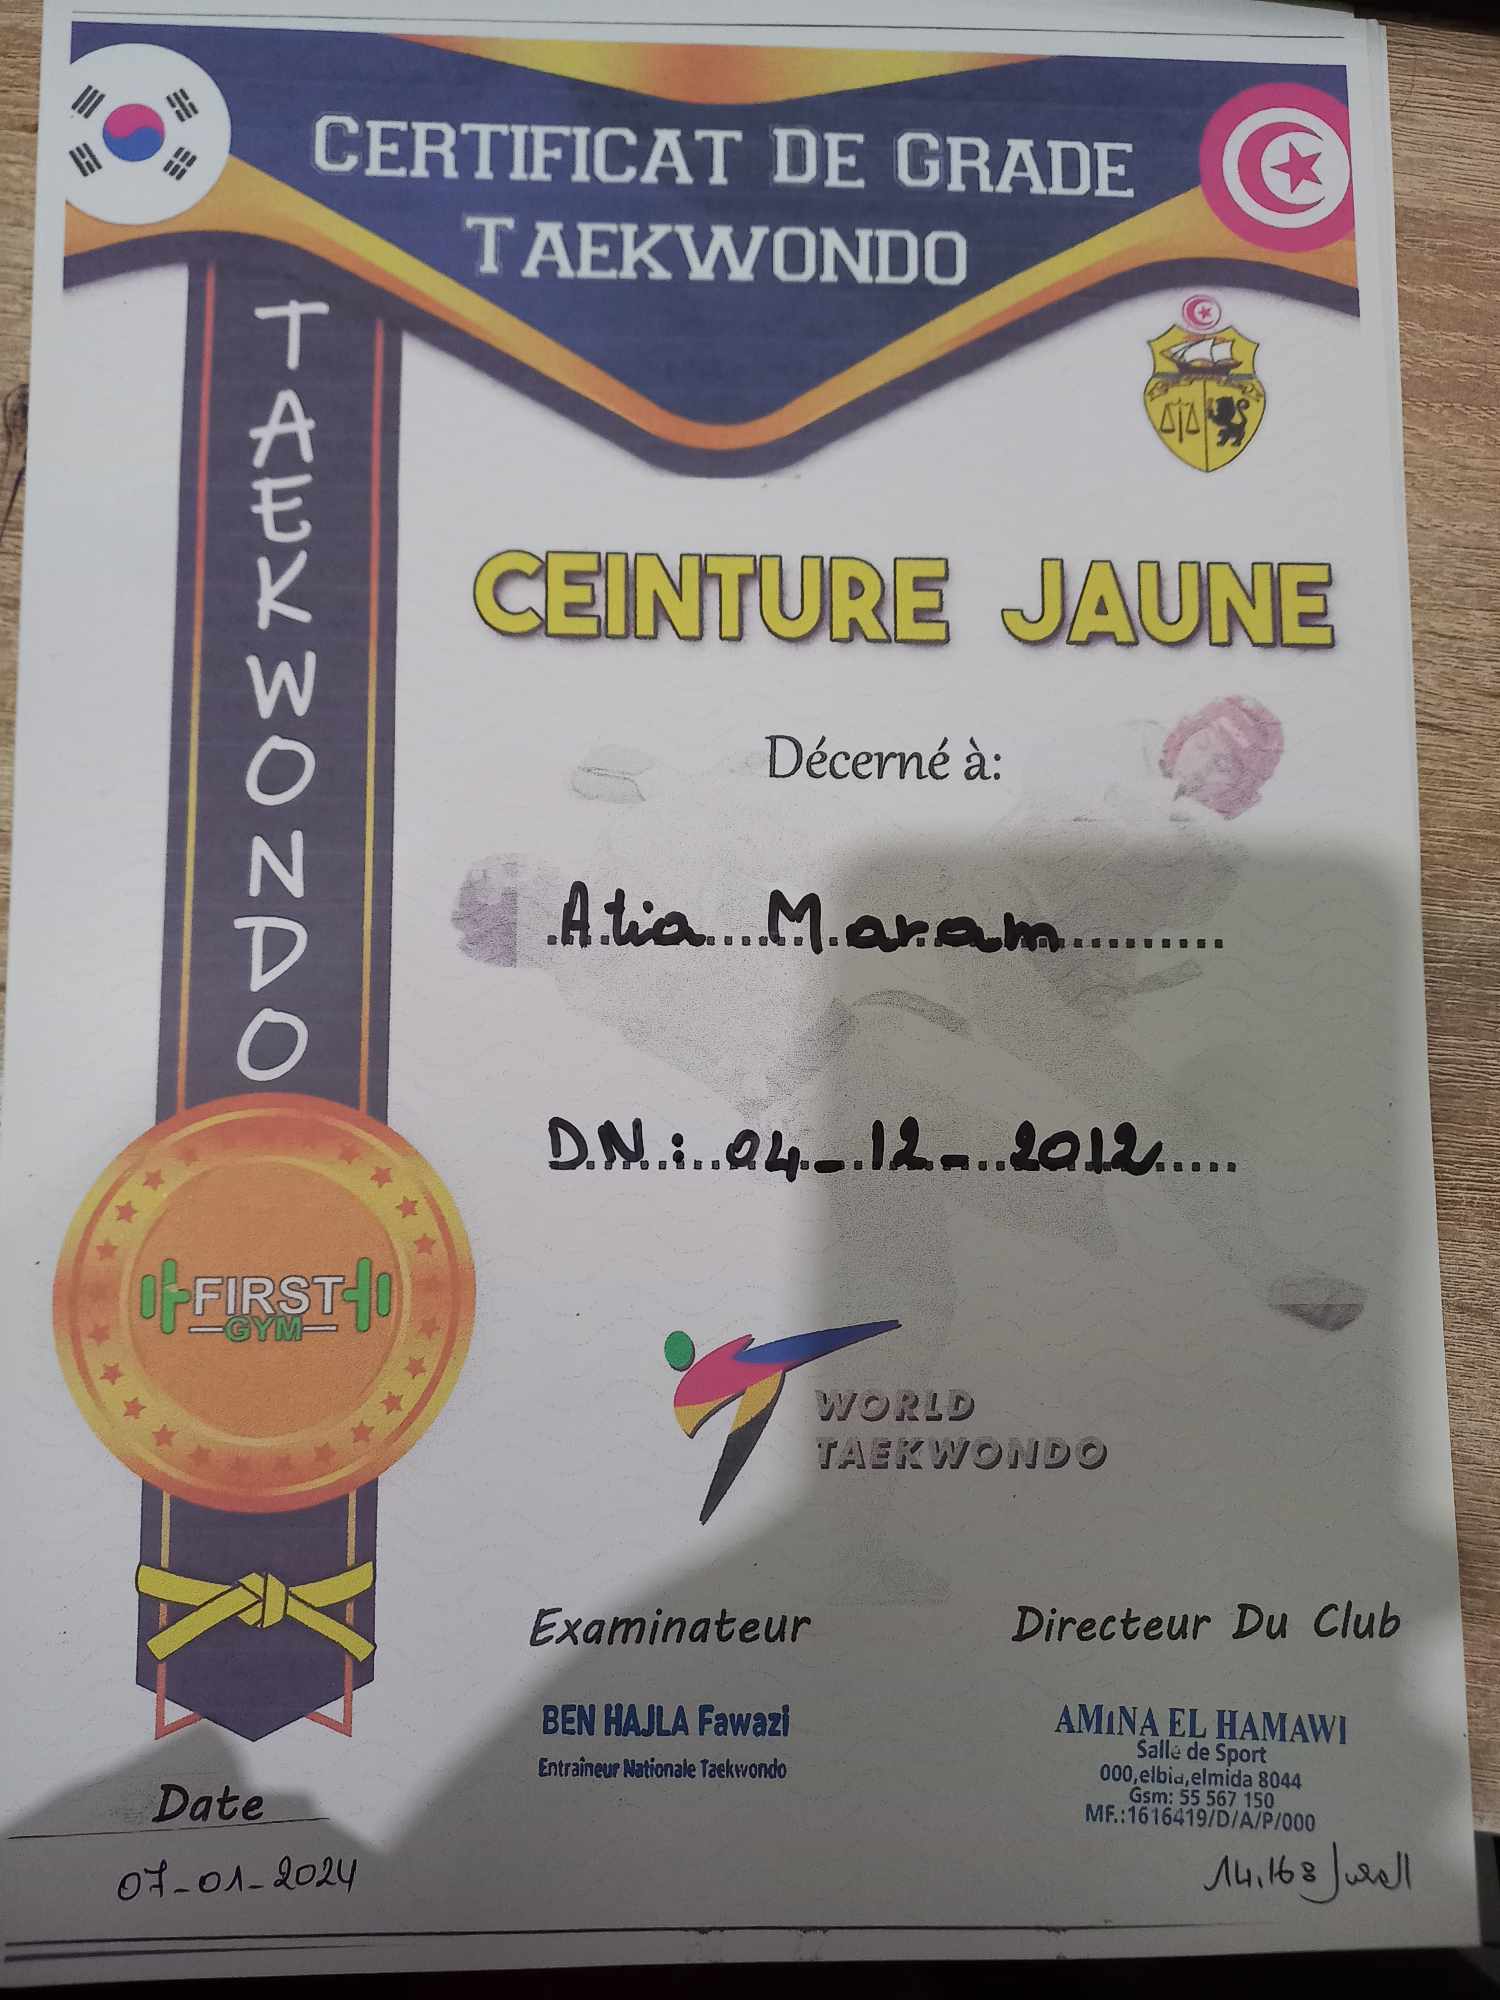 CERTIFICAT DE GRADE
TAEKWONDO
TAEKWONDO
CEINTURE JAUNE
Décerné à:
Atia Maram
DN: 04-12-2012
FIRST
GYM
WORLD
TAEKWONDO
Examinateur
Directeur Du Club
BEN HAJLA Fawazi
Entraîneur Nationale Taekwondo
AMINA EL HAMAWI
Salle de Sport
000,elbia,elmida 8044
Gsm: 55 567 150
MF.:1616419/D/A/P/000
Date
07-01-2024
14.168